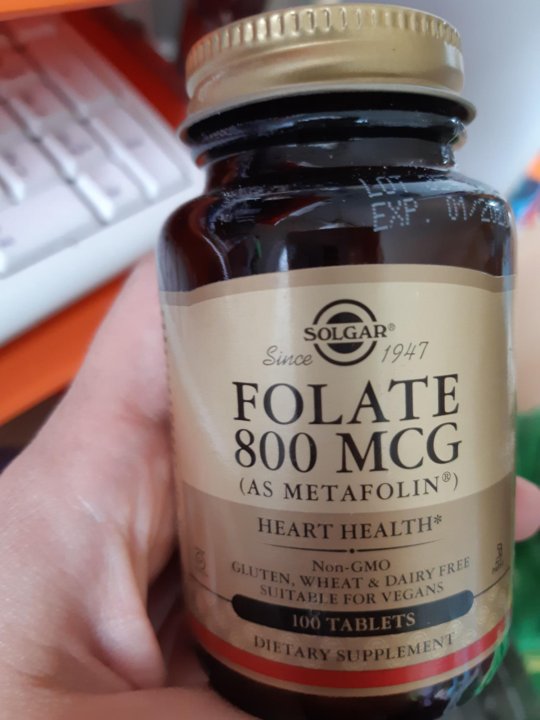 LOT
EXP. 01/20
SOLGAR®
Since 1947
FOLATE
800 MCG
(AS METAFOLIN®)
HEART HEALTH*
Non-GMO
GLUTEN, WHEAT & DAIRY FREE
SUITABLE FOR VEGANS
100 TABLETS
DIETARY SUPPLEMENT